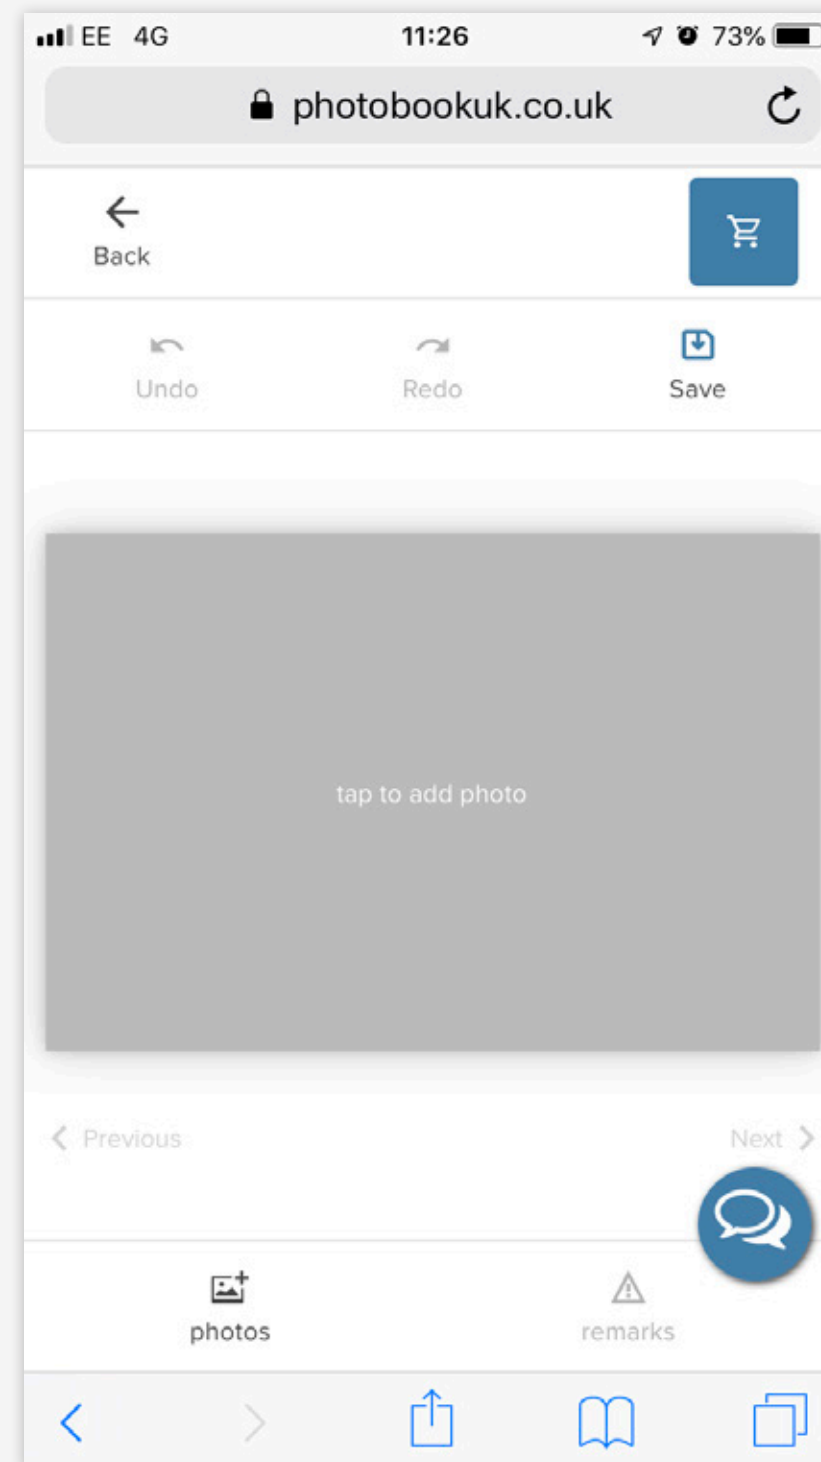 EE 4G 11:26 73%
photobookuk.co.uk
Back
Undo Redo Save
tap to add photo
Previous Next
photos remarks